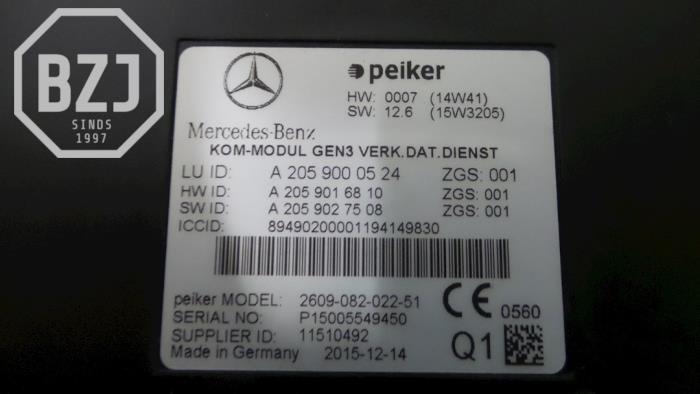 BZJ
SINDS
1997
peiker
HW: 0007 (14W41)
SW: 12.6 (15W3205)
Mercedes-Benz
KOM-MODUL GEN3 VERK.DAT.DIENST
LU ID: A 205 900 05 24 ZGS: 001
HW ID: A 205 901 68 10 ZGS: 001
SW ID: A 205 902 75 08 ZGS: 001
ICCID: 89490200001194149830
peiker MODEL: 2609-082-022-51
SERIAL NO: P15005549450
CE 0560
SUPPLIER ID: 11510492
Made in Germany 2015-12-14
Q1